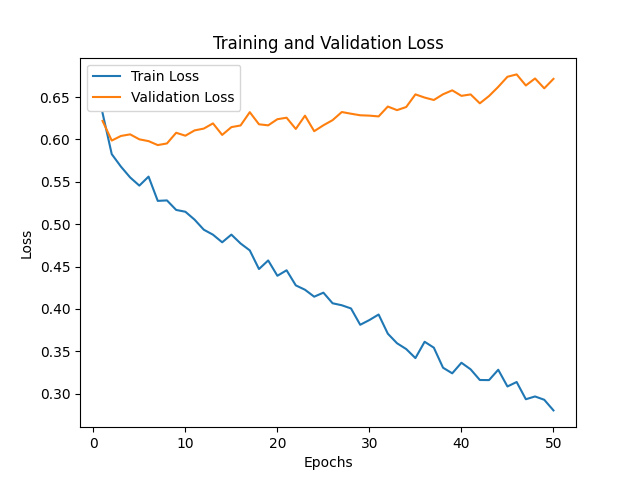 Training and Validation Loss
Train Loss
Validation Loss
0.65
0.60
0.55
0.50
0.45
0.40
0.35
0.30
Loss
0 10 20 30 40 50
Epochs